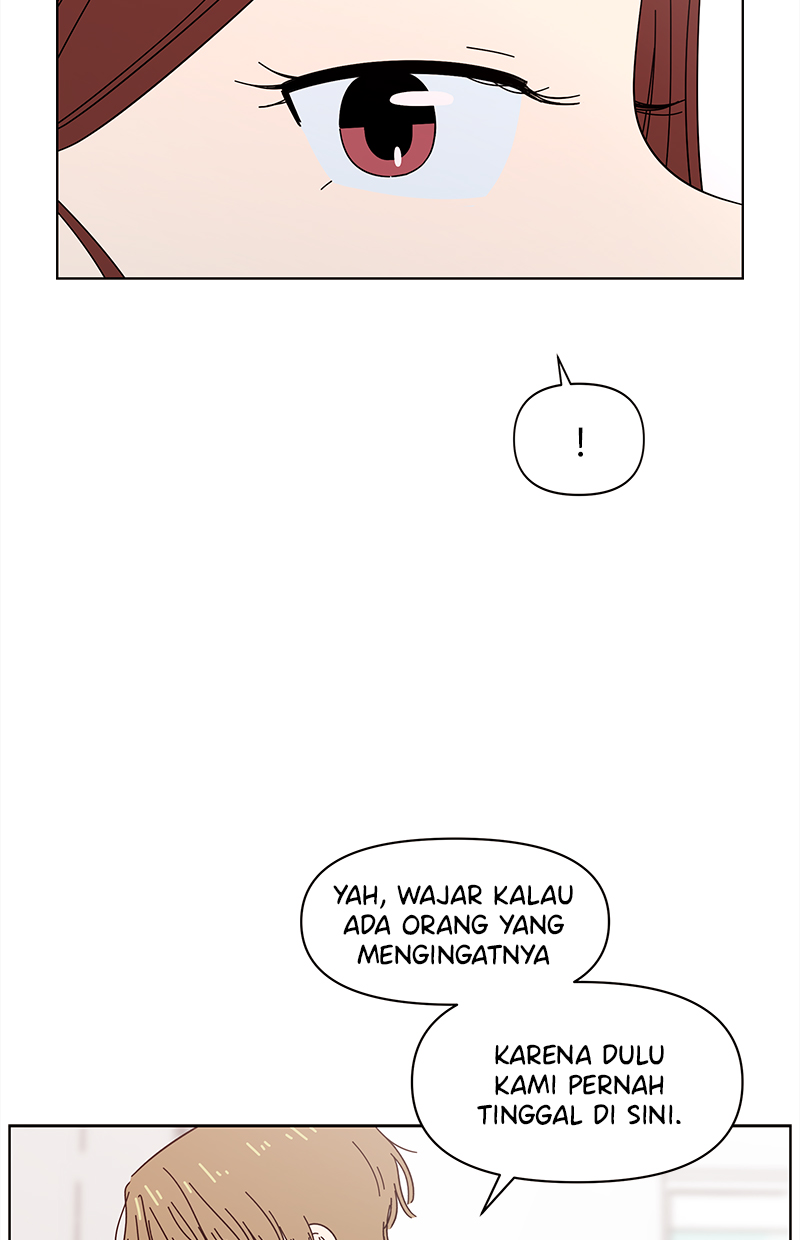 !
YAH, WAJAR KALAU
ADA ORANG YANG
MENGINGATNYA
KARENA DULU
KAMI PERNAH
TINGGAL DI SINI.